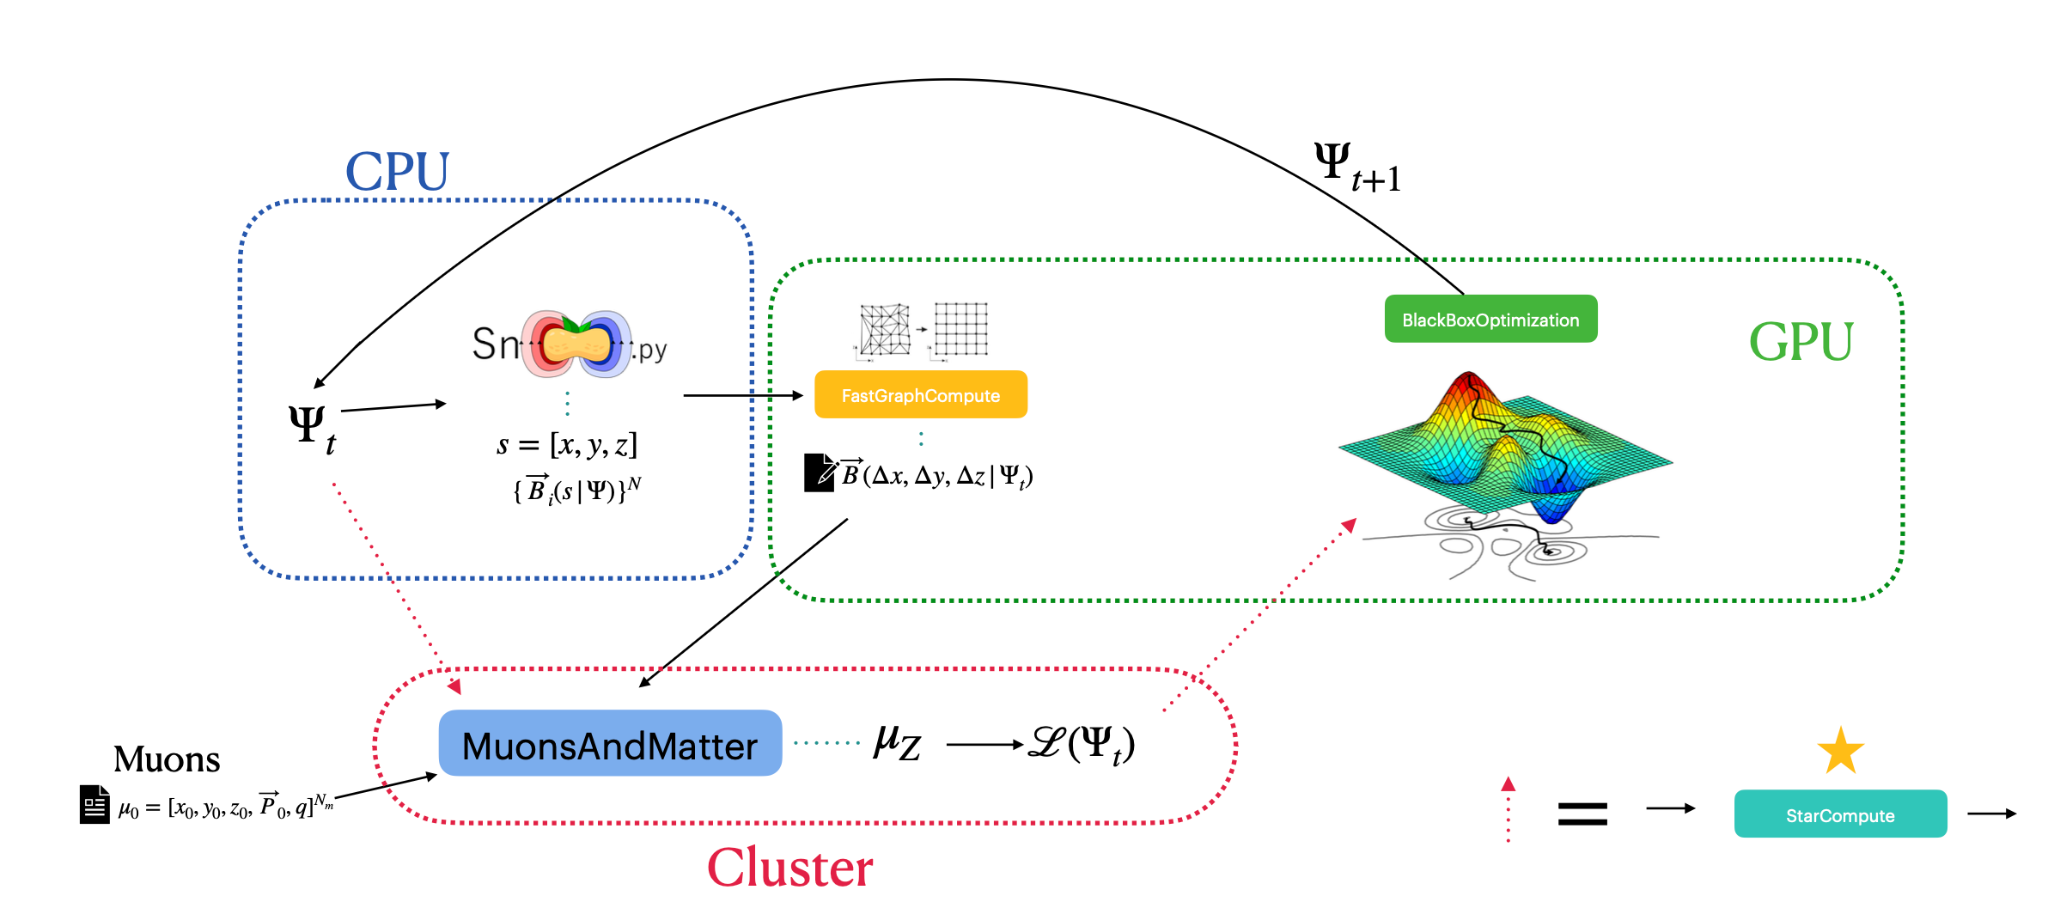 CPU
Ψt+1
GPU
BlackBoxOptimization
Sn .py
FastGraphCompute
Ψt
s = [x, y, z]
{B⃗i(s|Ψ)}^N
B⃗(Δx, Δy, Δz|Ψt)
MuonsAndMatter
μZ
ℒ(Ψt)
Muons
μ0 = [x0, y0, z0, P⃗0, q]^Nm
Cluster
=
StarCompute